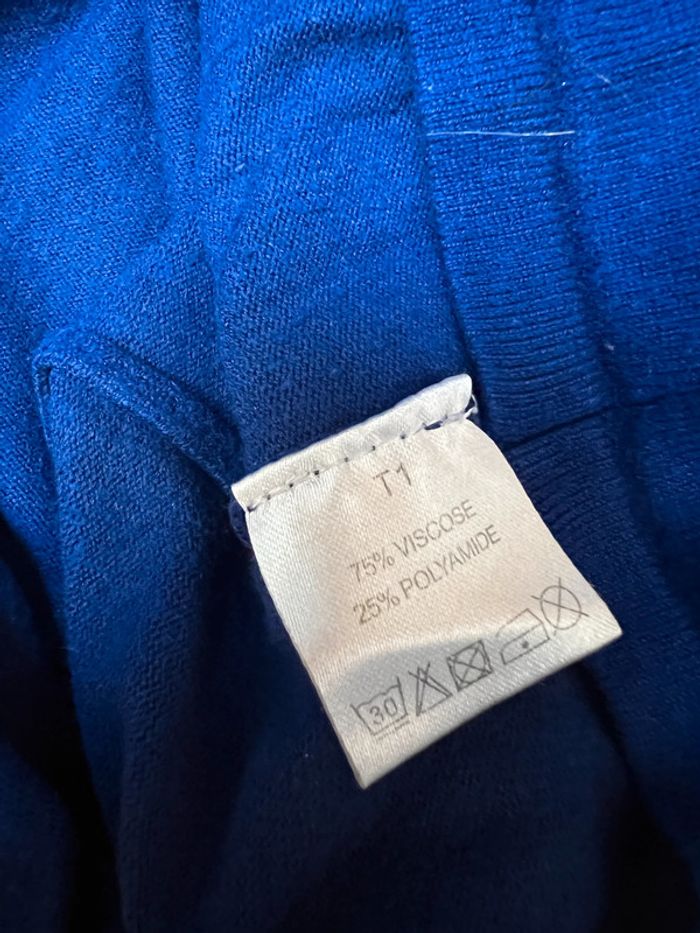 T1
75% VISCOSE
25% POLYAMIDE
30